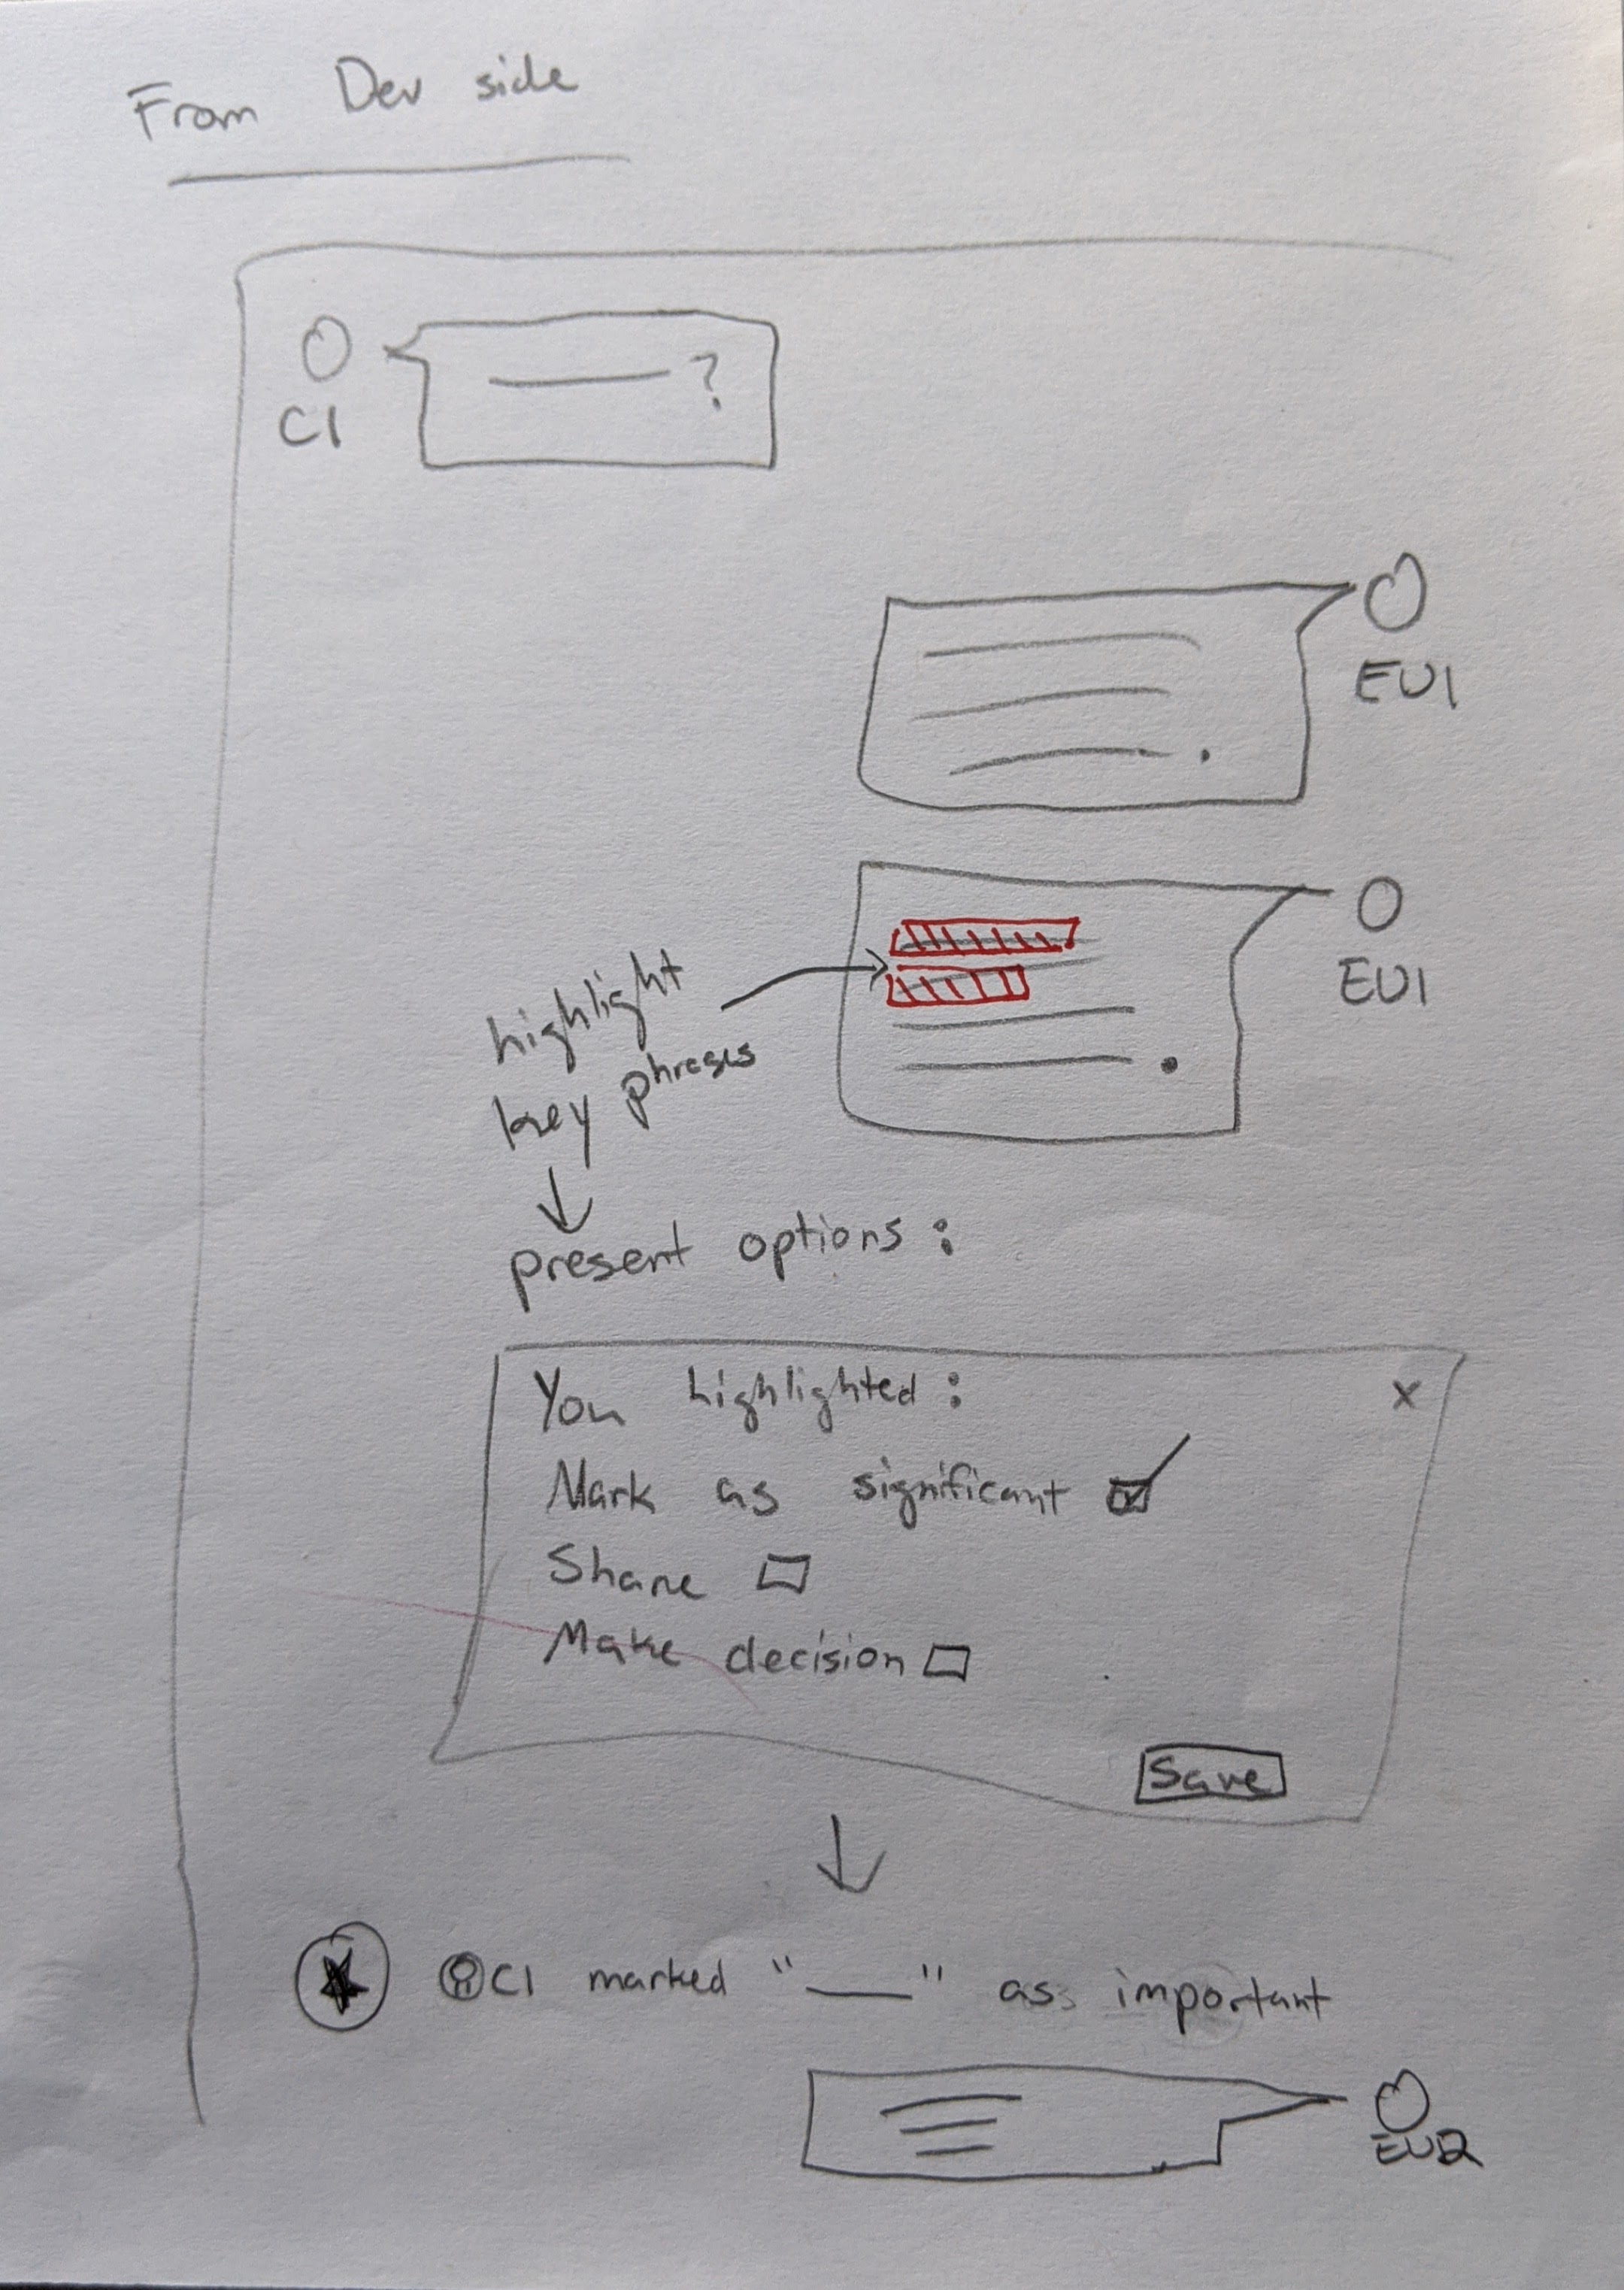 From Dev side
?
C1
EU1
EU1
highlight
key phrases
present options:
You highlighted: x
Mark as significant
Share
Make decision
Save
C1 marked "___" as important
EU2